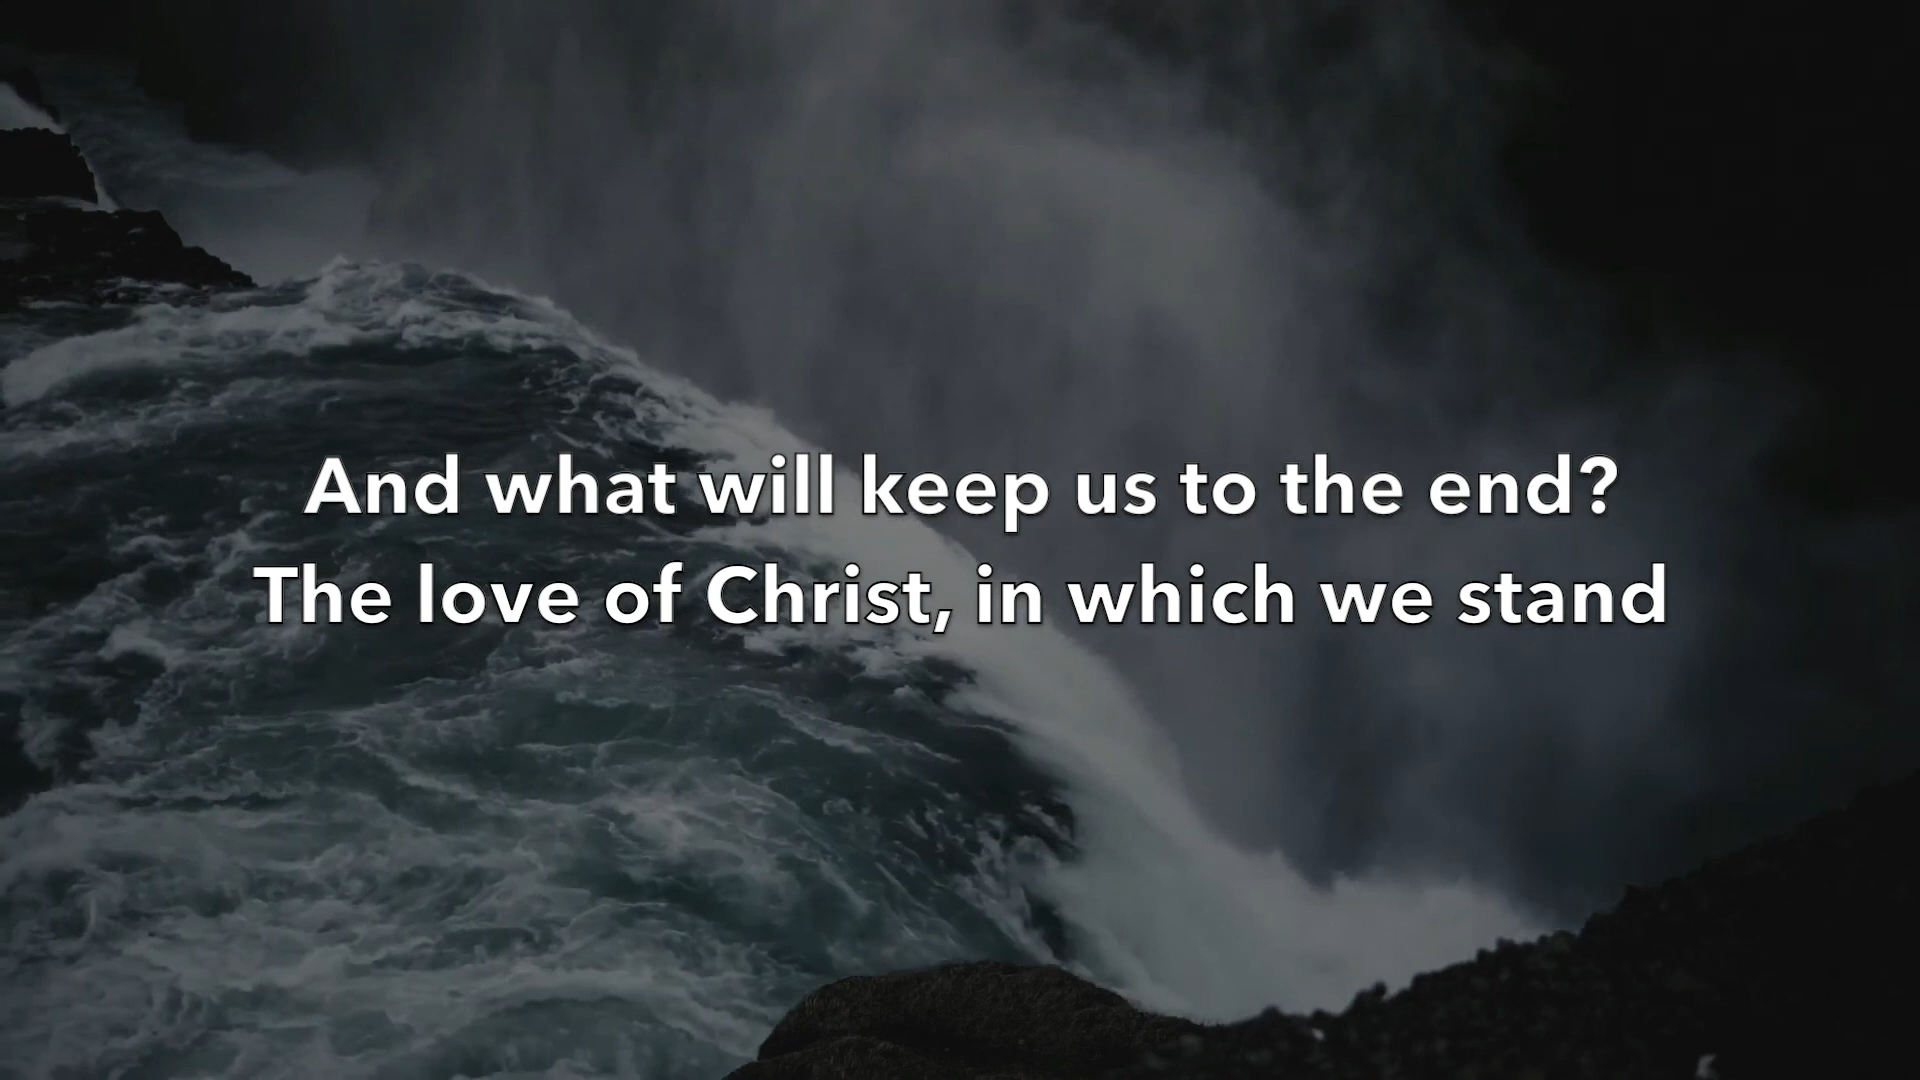 And what will keep us to the end?
The love of Christ, in which we stand